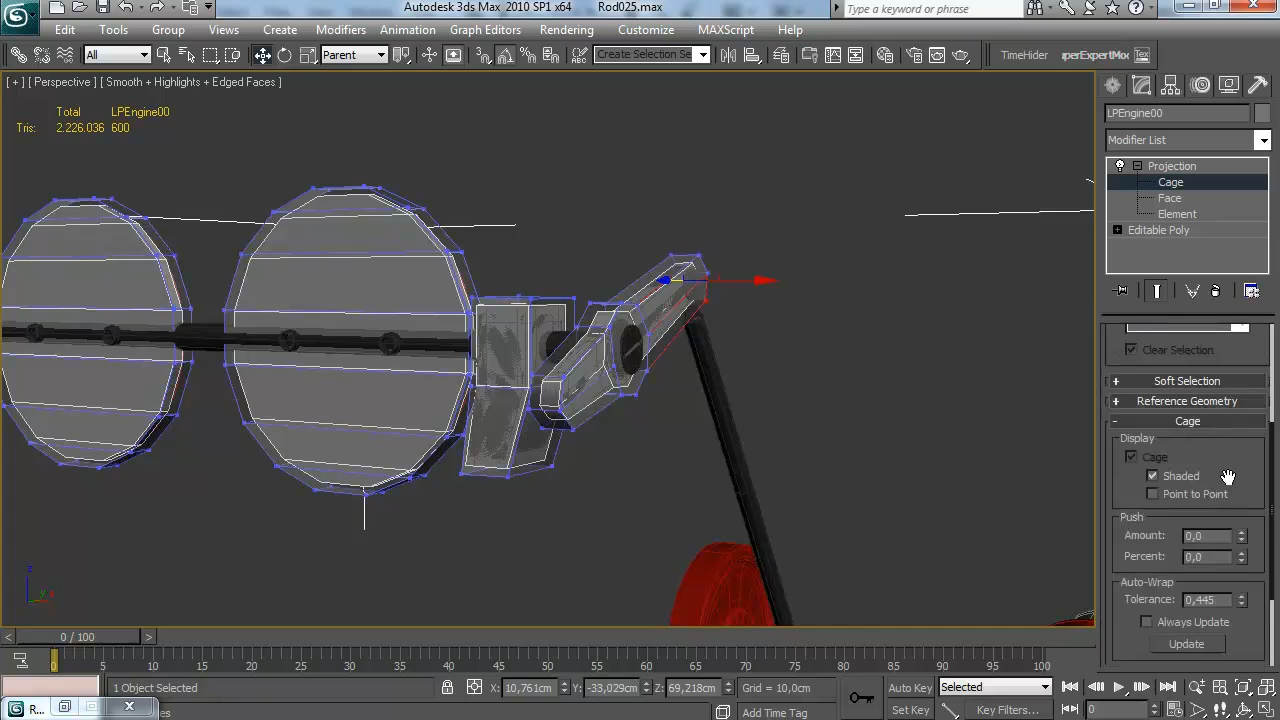 Autodesk 3ds Max 2010 SP1 x64 Rod025.max
Type a keyword or phrase
Edit Tools Group Views Create Modifiers Animation Graph Editors Rendering Customize MAXScript Help
All Parent Create Selection Se TimeHider
[ + ] [ Perspective ] [ Smooth + Highlights + Edged Faces ]
Total LPEngine00
Tris: 2.226.036 600
LPEngine00
Modifier List
Projection
Cage
Face
Element
Editable Poly
Clear Selection
+ Soft Selection
+ Reference Geometry
- Cage
Display
Cage
Shaded
Point to Point
Push
Amount: 0,0
Percent: 0,0
Auto-Wrap
Tolerance: 0,445
Always Update
Update
z
x
< 0 / 100 >
0 5 10 15 20 25 30 35 40 45 50 55 60 65 70 75 80 85 90 95 100
1 Object Selected X: 10,761cm Y: -33,029cm Z: 69,218cm Grid = 10,0cm Auto Key Selected
R... Add Time Tag Set Key Key Filters... 0